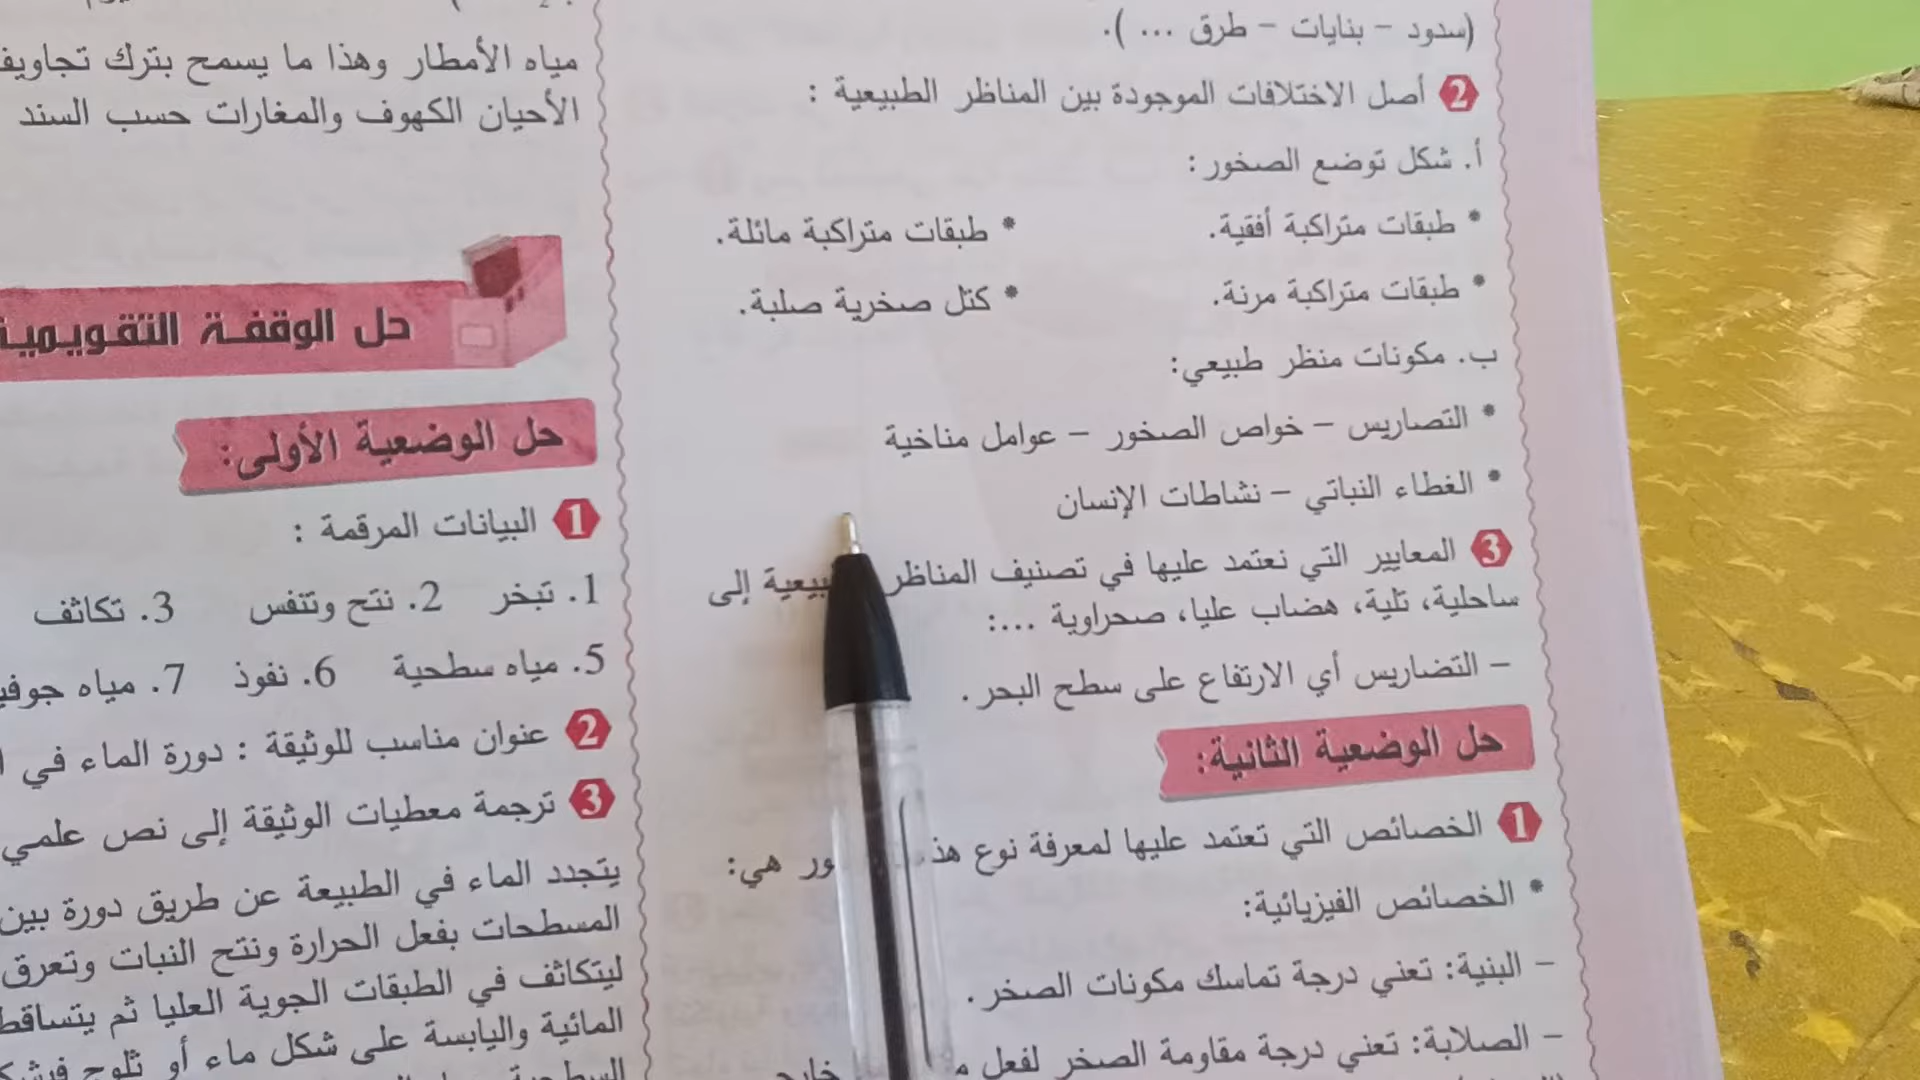 (سدود - بنايات - طرق ... ).
2 أصل الاختلافات الموجودة بين المناظر الطبيعية :
أ. شكل توضع الصخور:
* طبقات متراكبة أفقية. * طبقات متراكبة مائلة.
* طبقات متراكبة مرنة. * كتل صخرية صلبة.
ب. مكونات منظر طبيعي:
* التصاريس - خواص الصخور - عوامل مناخية
* الغطاء النباتي - نشاطات الإنسان
3 المعايير التي نعتمد عليها في تصنيف المناظر إلى
ساحلية، تلية، هضاب عليا، صحراوية ...:
- التضاريس أي الارتفاع على سطح البحر.
حل الوضعية الثانية:
1 الخصائص التي تعتمد عليها لمعرفة نوع هي:
* الخصائص الفيزيائية:
- البنية: تعني درجة تماسك مكونات الصخر.
- الصلابة: تعني درجة مقاومة الصخر لفعل
مياه الأمطار وهذا ما يسمح بترك
الأحيان الكهوف والمغارات حسب السند
حل الوقفة التقويمية
حل الوضعية الأولى:
1 البيانات المرقمة :
1. تبخر 2. نتح وتنفس 3. تكاثف
5. مياه سطحية 6. نفوذ 7. مياه
2 عنوان مناسب للوثيقة : دورة الماء في
3 ترجمة معطيات الوثيقة إلى نص علمي
يتجدد الماء في الطبيعة عن طريق دورة بين
المسطحات بفعل الحرارة ونتح النبات وتعرق
ليتكاثف في الطبقات الجوية العليا ثم
المائية واليابسة على شكل ماء أو ثلوج